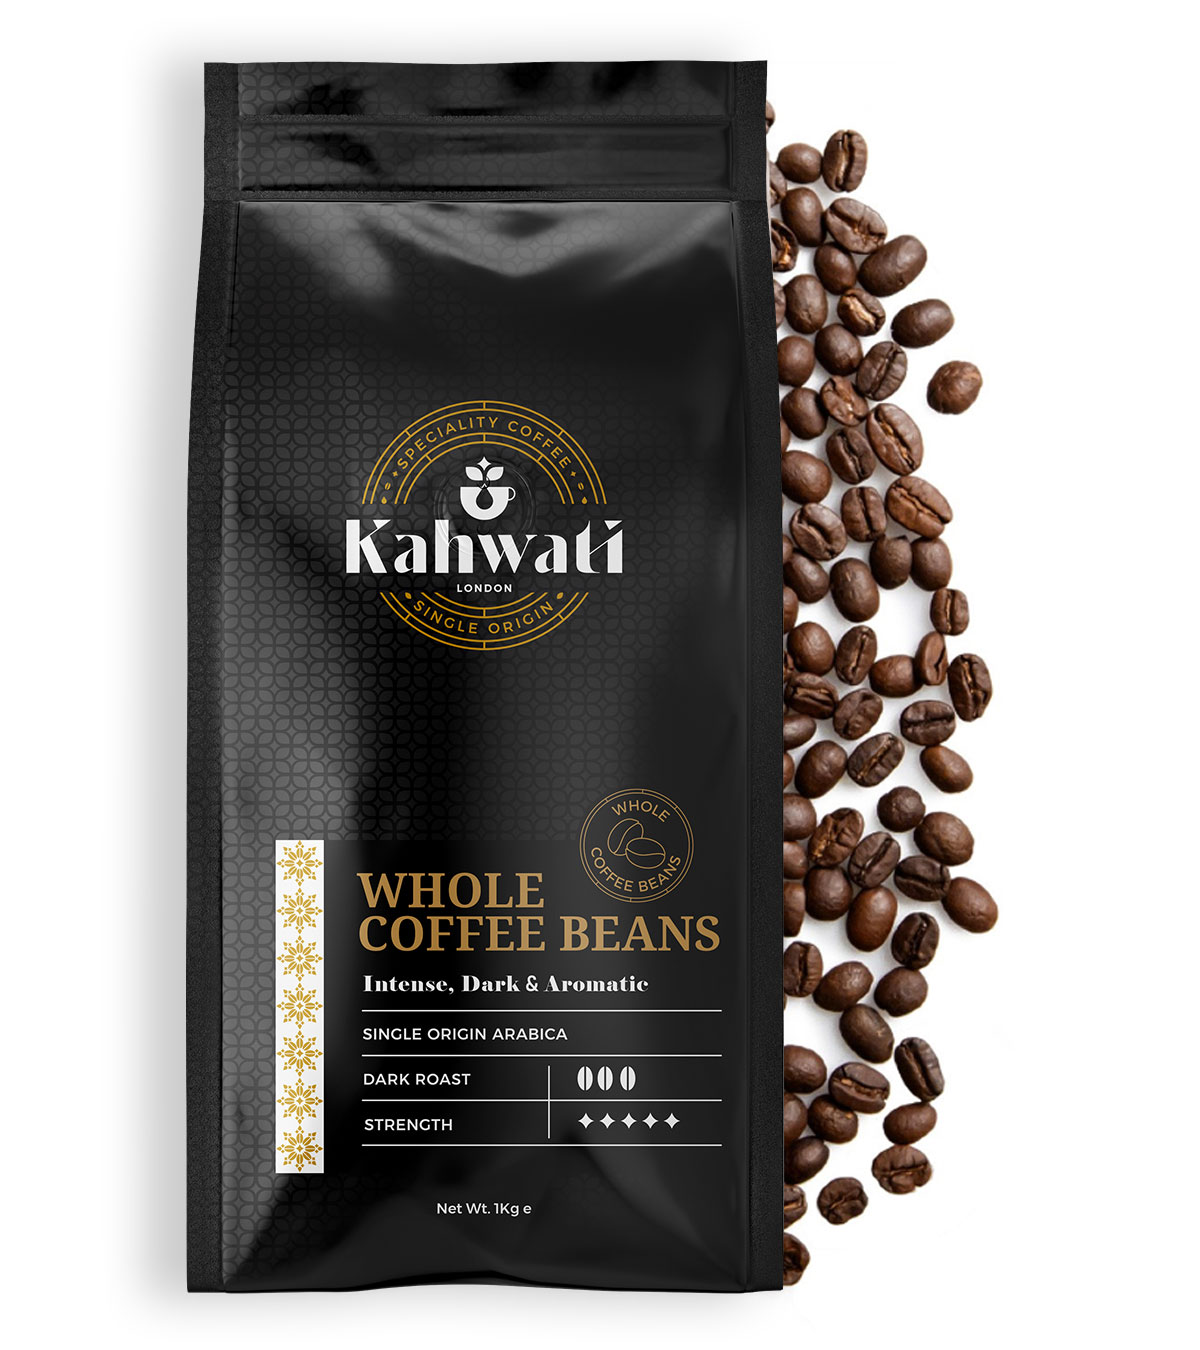 SPECIALITY COFFEE
Kahwati
LONDON
SINGLE ORIGIN
WHOLE
COFFEE BEANS
WHOLE
COFFEE BEANS
Intense, Dark & Aromatic
SINGLE ORIGIN ARABICA
DARK ROAST
STRENGTH
Net Wt. 1Kg e